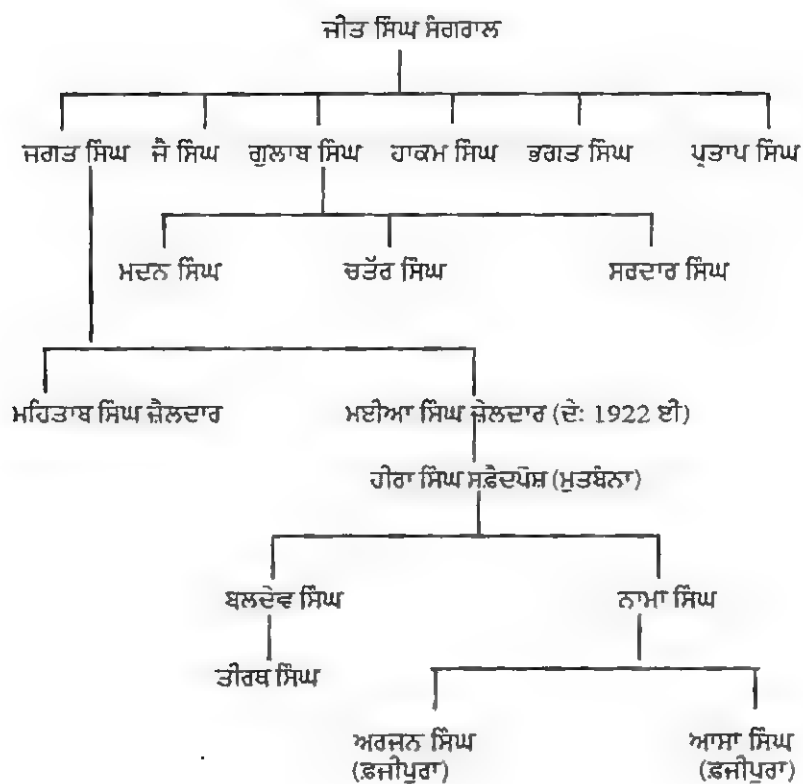 ਜੀਤ ਸਿੰਘ ਸੰਗਰਾਲ
ਜਗਤ ਸਿੰਘ ਜੈ ਸਿੰਘ ਗੁਲਾਬ ਸਿੰਘ ਹਾਕਮ ਸਿੰਘ ਭਗਤ ਸਿੰਘ ਪ੍ਰਤਾਪ ਸਿੰਘ
ਮਦਨ ਸਿੰਘ ਚਤੱਰ ਸਿੰਘ ਸਰਦਾਰ ਸਿੰਘ
ਮਹਿਤਾਬ ਸਿੰਘ ਜ਼ੈਲਦਾਰ ਮਈਆ ਸਿੰਘ ਜ਼ੇਲਦਾਰ (ਦੇ: 1922 ਈ)
ਹੀਰਾ ਸਿੰਘ ਸਫ਼ੈਦਪੋਸ਼ (ਮੁਤਬੰਨਾ)
ਬਲਦੇਵ ਸਿੰਘ ਨਾਮਾ ਸਿੰਘ
ਤੀਰਥ ਸਿੰਘ
ਅਰਜਨ ਸਿੰਘ ਆਸਾ ਸਿੰਘ
(ਫ਼ਜੀਪੁਰਾ) (ਫ਼ਜੀਪੁਰਾ)